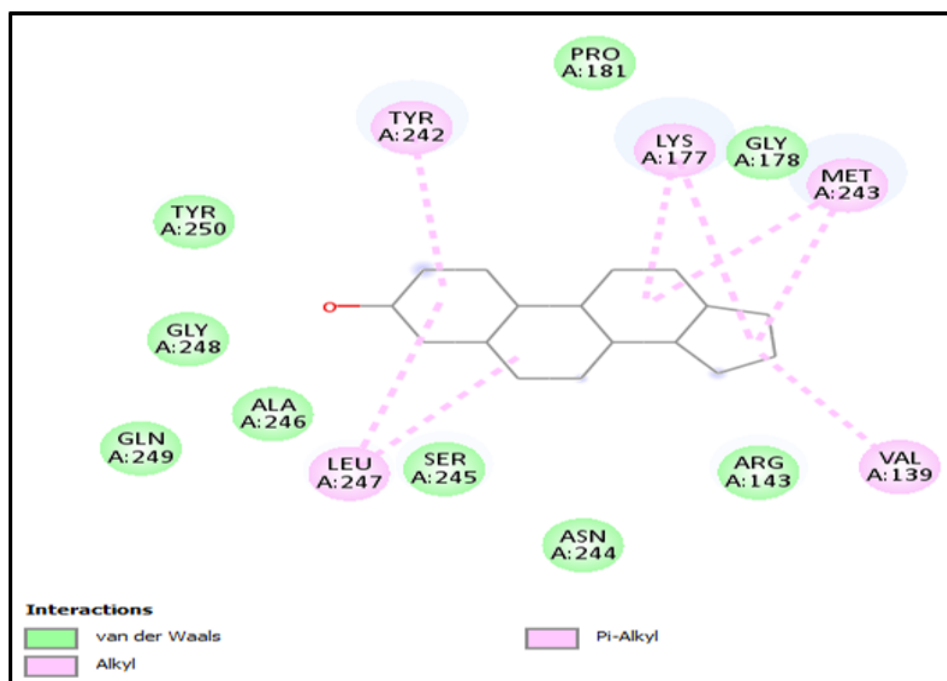 PRO
A:181
TYR
A:242
LYS
A:177
GLY
A:178
MET
A:243
TYR
A:250
O
GLY
A:248
ALA
A:246
GLN
A:249
LEU
A:247
SER
A:245
ARG
A:143
VAL
A:139
ASN
A:244
Interactions
van der Waals
Pi-Alkyl
Alkyl